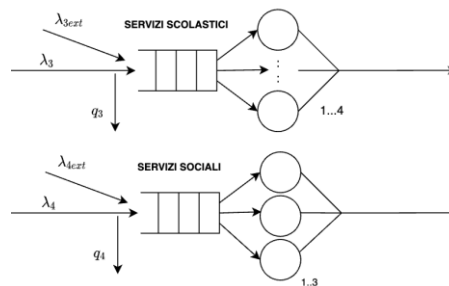 SERVIZI SCOLASTICI
λ3ext
λ3
q3
1...4
SERVIZI SOCIALI
λ4ext
λ4
q4
1..3